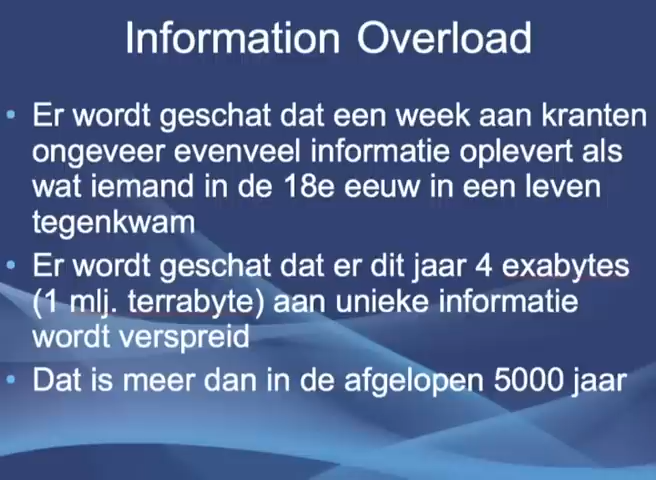 Information Overload
• Er wordt geschat dat een week aan kranten
ongeveer evenveel informatie oplevert als
wat iemand in de 18e eeuw in een leven
tegenkwam
• Er wordt geschat dat er dit jaar 4 exabytes
(1 mlj. terrabyte) aan unieke informatie
wordt verspreid
• Dat is meer dan in de afgelopen 5000 jaar